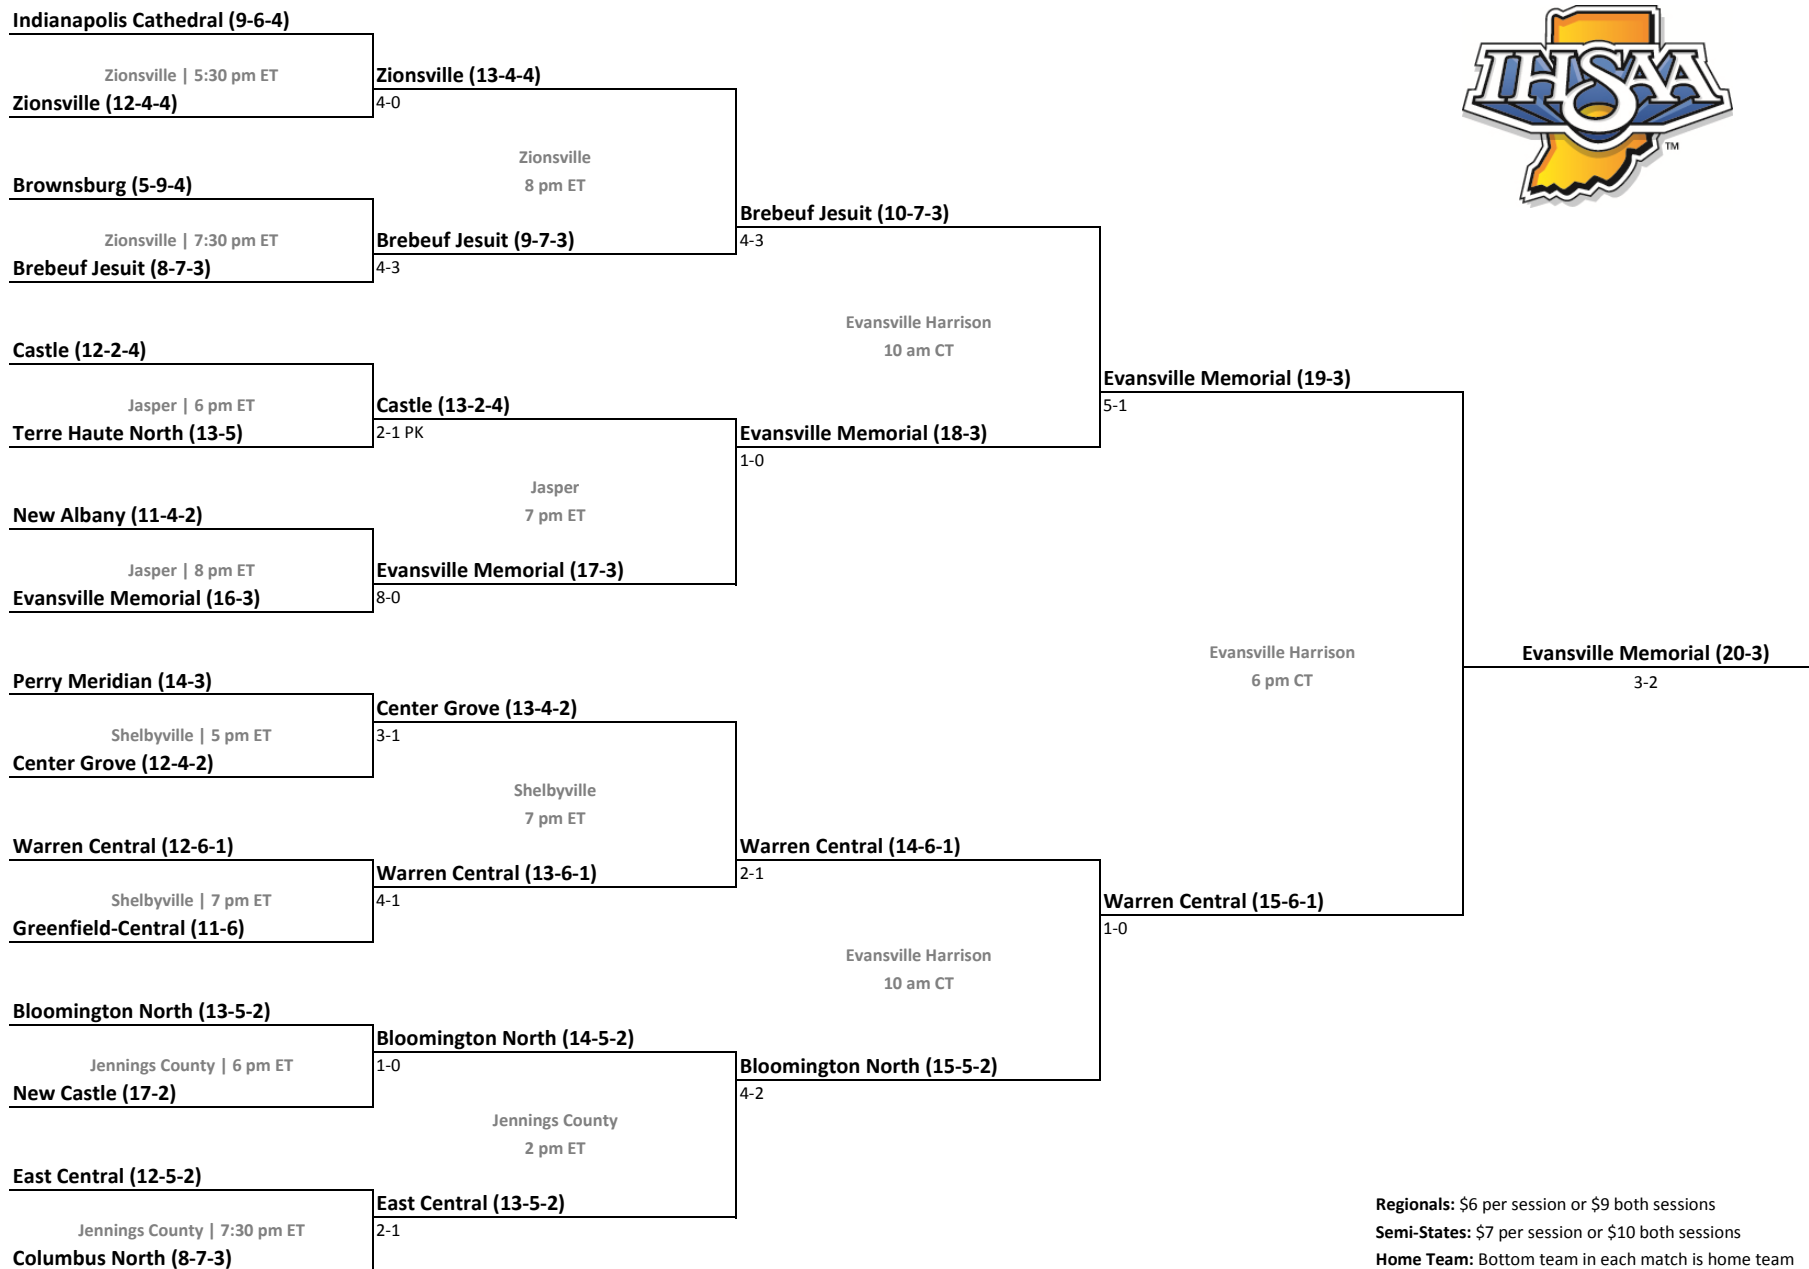 Indianapolis Cathedral (9-6-4)
Zionsville | 5:30 pm ET
Zionsville (12-4-4)
Zionsville (13-4-4)
4-0
Zionsville
8 pm ET
Brownsburg (5-9-4)
Zionsville | 7:30 pm ET
Brebeuf Jesuit (8-7-3)
Brebeuf Jesuit (9-7-3)
4-3
Brebeuf Jesuit (10-7-3)
4-3
Evansville Harrison
10 am CT
Castle (12-2-4)
Jasper | 6 pm ET
Terre Haute North (13-5)
Castle (13-2-4)
2-1 PK
Jasper
7 pm ET
New Albany (11-4-2)
Jasper | 8 pm ET
Evansville Memorial (16-3)
Evansville Memorial (17-3)
8-0
Evansville Memorial (18-3)
1-0
Evansville Memorial (19-3)
5-1
Evansville Harrison
6 pm CT
Evansville Memorial (20-3)
3-2
Perry Meridian (14-3)
Shelbyville | 5 pm ET
Center Grove (12-4-2)
Center Grove (13-4-2)
3-1
Shelbyville
7 pm ET
Warren Central (12-6-1)
Shelbyville | 7 pm ET
Greenfield-Central (11-6)
Warren Central (13-6-1)
4-1
Warren Central (14-6-1)
2-1
Evansville Harrison
10 am CT
Warren Central (15-6-1)
1-0
Bloomington North (13-5-2)
Jennings County | 6 pm ET
New Castle (17-2)
Bloomington North (14-5-2)
1-0
Jennings County
2 pm ET
Bloomington North (15-5-2)
4-2
East Central (12-5-2)
Jennings County | 7:30 pm ET
Columbus North (8-7-3)
East Central (13-5-2)
2-1
IHSAA
TM
Regionals: $6 per session or $9 both sessions
Semi-States: $7 per session or $10 both sessions
Home Team: Bottom team in each match is home team